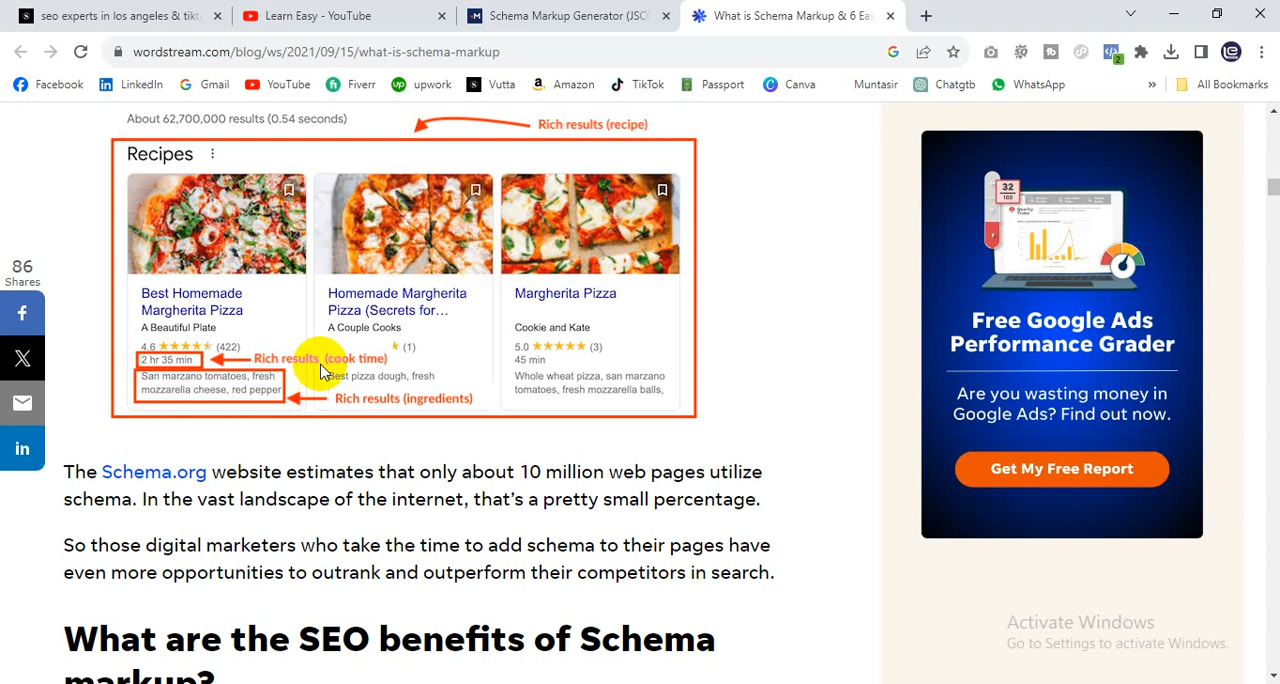 seo experts in los angeles & tikt
Learn Easy - YouTube
Schema Markup Generator (JSO
What is Schema Markup & 6 Eas
wordstream.com/blog/ws/2021/09/15/what-is-schema-markup
Facebook
LinkedIn
Gmail
YouTube
Fiverr
upwork
Vutta
Amazon
TikTok
Passport
Canva
Muntasir
Chatgtb
WhatsApp
»
All Bookmarks
About 62,700,000 results (0.54 seconds)
Rich results (recipe)
Recipes
Best Homemade
Margherita Pizza
A Beautiful Plate
4.6 (422)
2 hr 35 min
San marzano tomatoes, fresh
mozzarella cheese, red pepper
Homemade Margherita
Pizza (Secrets for...
A Couple Cooks
(1)
Rich results (cook time)
Best pizza dough, fresh
Rich results (ingredients)
Margherita Pizza
Cookie and Kate
5.0 (3)
45 min
Whole wheat pizza, san marzano
tomatoes, fresh mozzarella balls,
86
Shares
The Schema.org website estimates that only about 10 million web pages utilize
schema. In the vast landscape of the internet, that's a pretty small percentage.
So those digital marketers who take the time to add schema to their pages have
even more opportunities to outrank and outperform their competitors in search.
What are the SEO benefits of Schema
markup?
32
100
Free Google Ads
Performance Grader
Are you wasting money in
Google Ads? Find out now.
Get My Free Report
Activate Windows
Go to Settings to activate Windows.